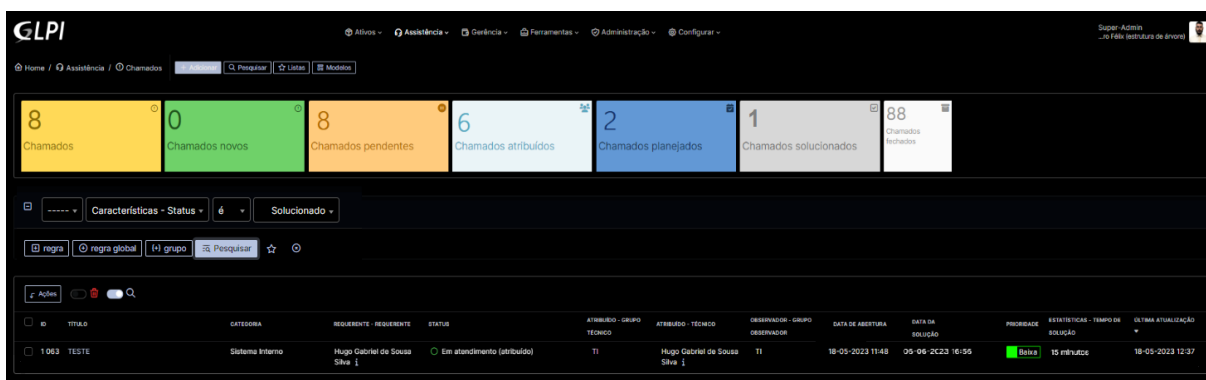 GLPI
Ativos Assistência Gerência Ferramentas Administração Configurar
Super-Admin
...ro Félix (estrutura de árvore)
Home / Assistência / Chamados Adicionar Pesquisar Listas Modelos
8
Chamados
0
Chamados novos
8
Chamados pendentes
6
Chamados atribuídos
2
Chamados planejados
1
Chamados solucionados
88
Chamados
fechados
----- Características - Status é Solucionado
regra regra global (+) grupo Pesquisar
Ações
ID TÍTULO CATEGORIA REQUERENTE - REQUERENTE STATUS ATRIBUÍDO - GRUPO TÉCNICO ATRIBUÍDO - TÉCNICO OBSERVADOR - GRUPO OBSERVADOR DATA DE ABERTURA DATA DA SOLUÇÃO PRIORIDADE ESTATÍSTICAS - TEMPO DE SOLUÇÃO ÚLTIMA ATUALIZAÇÃO
1 063 TESTE Sistema Interno Hugo Gabriel de Sousa Silva i Em atendimento (atribuído) TI Hugo Gabriel de Sousa Silva i TI 18-05-2023 11:48 05-06-2023 16:56 Baixa 15 minutos 18-05-2023 12:37